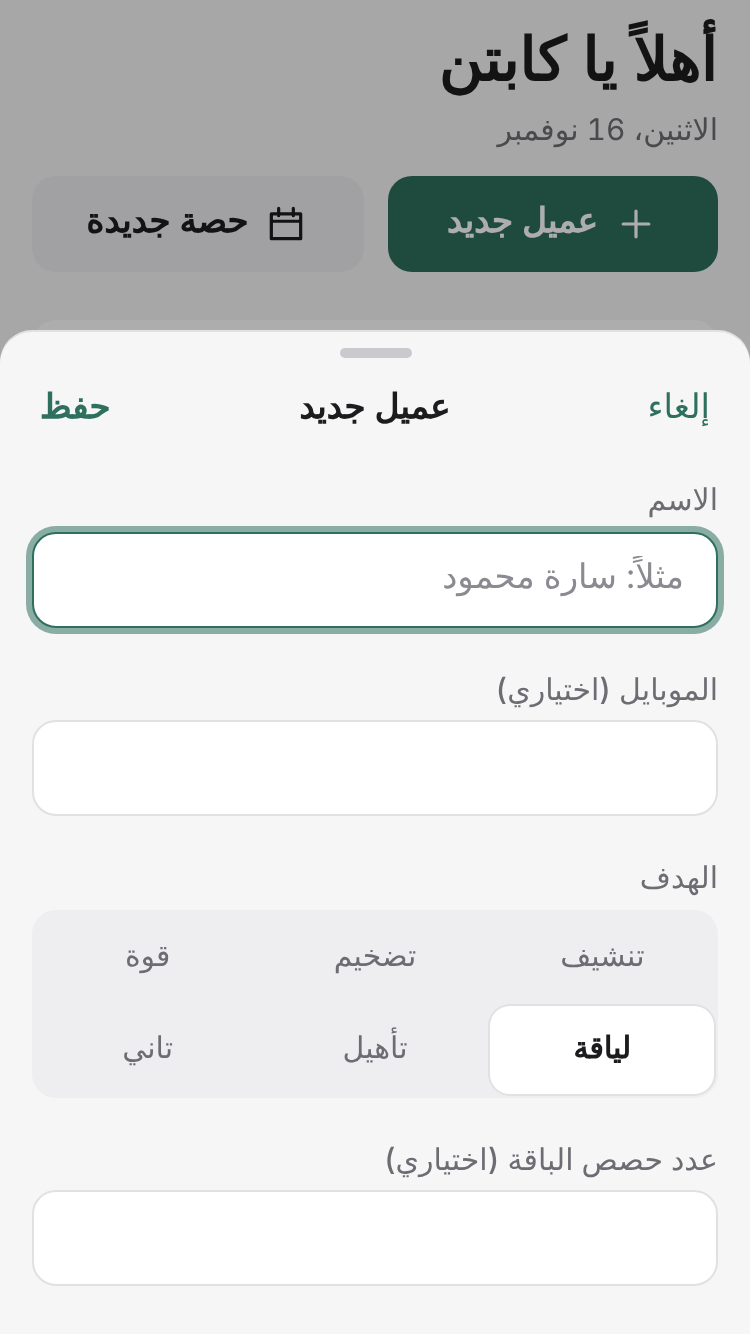 أهلاً يا كابتن
الاثنين، 16 نوفمبر
عميل جديد
حصة جديدة
إلغاء
عميل جديد
حفظ
الاسم
مثلاً: سارة محمود
الموبايل (اختياري)
الهدف
تنشيف
تضخيم
قوة
لياقة
تأهيل
تاني
عدد حصص الباقة (اختياري)